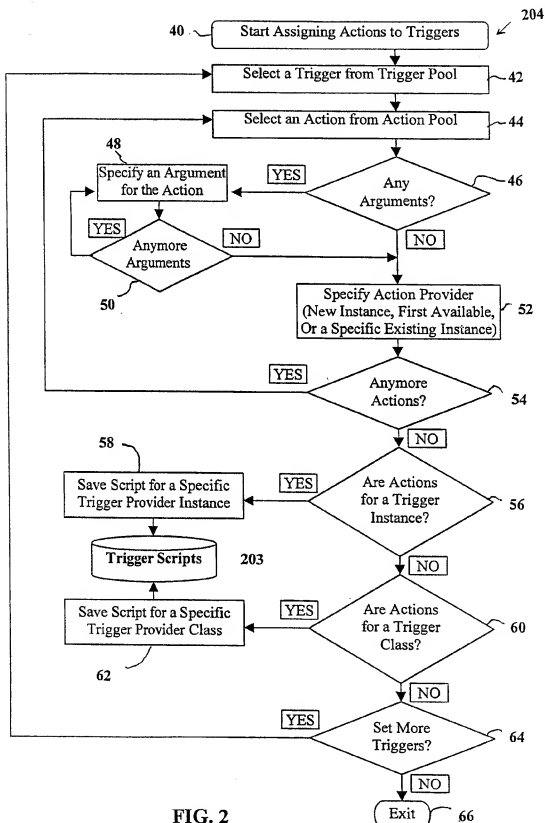 204
40
Start Assigning Actions to Triggers
Select a Trigger from Trigger Pool
42
Select an Action from Action Pool
44
48
Specify an Argument
for the Action
YES
Any
Arguments?
46
YES
Anymore
Arguments
NO
50
NO
Specify Action Provider
(New Instance, First Available,
Or a Specific Existing Instance)
52
YES
Anymore
Actions?
54
NO
58
Save Script for a Specific
Trigger Provider Instance
YES
Are Actions
for a Trigger
Instance?
56
Trigger Scripts
203
NO
Save Script for a Specific
Trigger Provider Class
62
YES
Are Actions
for a Trigger
Class?
60
NO
YES
Set More
Triggers?
64
NO
Exit
66
FIG. 2